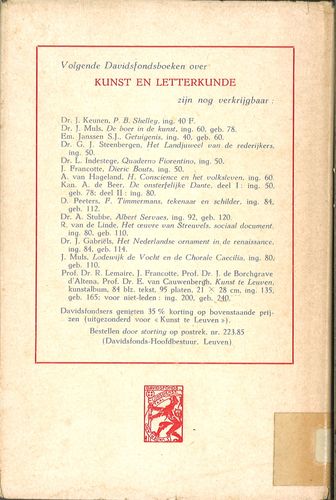 Volgende Davidsfondsboeken over
KUNST EN LETTERKUNDE
zijn nog verkrijgbaar :
Dr. J. Keunen, P. B. Shelley, ing. 40 F.
Dr. J. Muls, De boer in de kunst, ing. 60, geb. 78.
Em. Janssen S.J., Getuigenis, ing. 40, geb. 60.
Dr. G. J. Steenbergen, Het Landjuweel van de rederijkers,
ing. 50.
Dr. L. Indestege, Quaderno Fiorentino, ing. 50.
J. Francotte, Dieric Bouts, ing. 50.
A. van Hageland, H. Conscience en het volksleven, ing. 60.
Kan. A. de Beer, De onsterfelijke Dante, deel I : ing. 50,
geb. 78; deel II : ing. 80.
D. Peeters, F. Timmermans, tekenaar en schilder, ing. 84,
geb. 112.
Dr. A. Stubbe, Albert Servaes, ing. 92, geb. 120.
R. van de Linde, Het œuvre van Streuvels, sociaal document,
ing. 80, geb. 110.
Dr. J. Gabriëls, Het Nederlandse ornament in de renaissance,
ing. 84, geb. 114.
J. Muls, Lodewijk de Vocht en de Chorale Caecilia, ing. 80;
geb. 110.
Prof. Dr. R. Lemaire, J. Francotte, Prof. Dr. J. de Borchgrave
d'Altena, Prof. Dr. E. van Cauwenbergh, Kunst te Leuven,
kunstalbum, 84 blz. tekst, 95 platen, 21 × 28 cm, ing. 135,
geb. 165; voor niet-leden : ing. 200, geb. 240.
Davidsfondsers genieten 35 % korting op bovenstaande prij-
zen (uitgezonderd voor « Kunst te Leuven »).
Bestellen door storting op postrek. nr. 223.85
(Davidsfonds-Hoofdbestuur, Leuven)